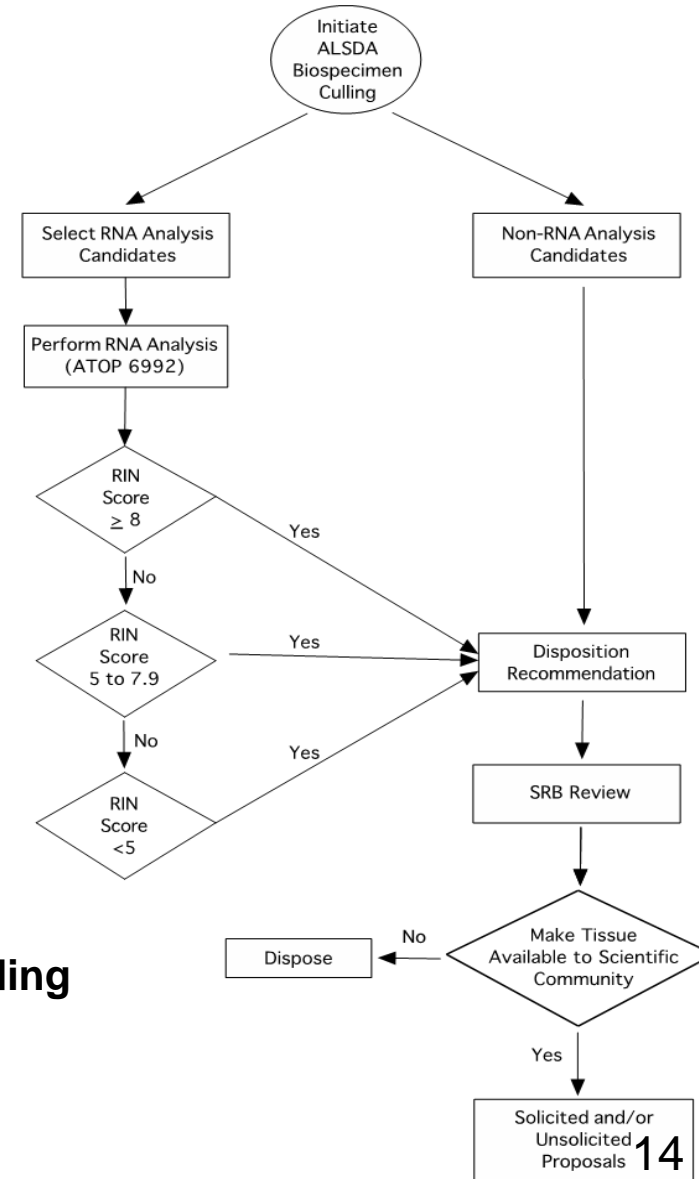 Initiate
ALSDA
Biospecimen
Culling
Select RNA Analysis
Candidates
Non-RNA Analysis
Candidates
Perform RNA Analysis
(ATOP 6992)
RIN
Score
≥ 8
Yes
No
RIN
Score
5 to 7.9
Yes
No
RIN
Score
<5
Yes
Disposition
Recommendation
SRB Review
Make Tissue
Available to Scientific
Community
No
Dispose
Yes
Solicited and/or
Unsolicited
Proposals
ling
14